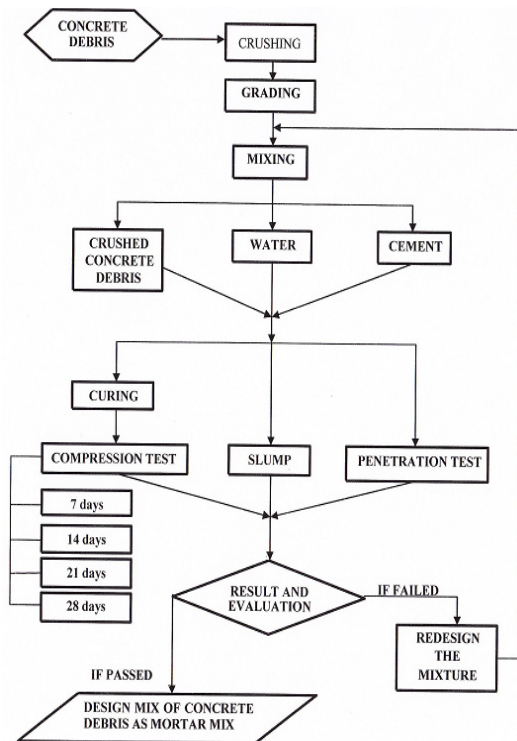 CONCRETE
DEBRIS
CRUSHING
GRADING
MIXING
CRUSHED
CONCRETE
DEBRIS
WATER
CEMENT
CURING
COMPRESSION TEST
SLUMP
PENETRATION TEST
7 days
14 days
21 days
28 days
RESULT AND
EVALUATION
IF FAILED
REDESIGN
THE
MIXTURE
IF PASSED
DESIGN MIX OF CONCRETE
DEBRIS AS MORTAR MIX